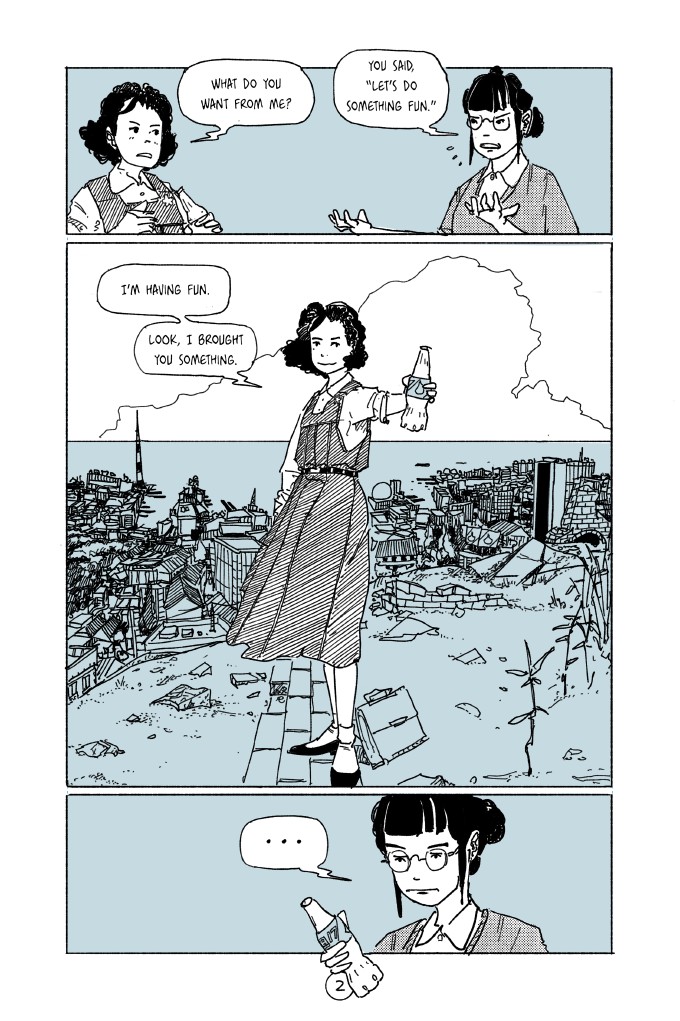 WHAT DO YOU
WANT FROM ME?
YOU SAID,
"LET'S DO
SOMETHING FUN."
I'M HAVING FUN.
LOOK, I BROUGHT
YOU SOMETHING.
...
2